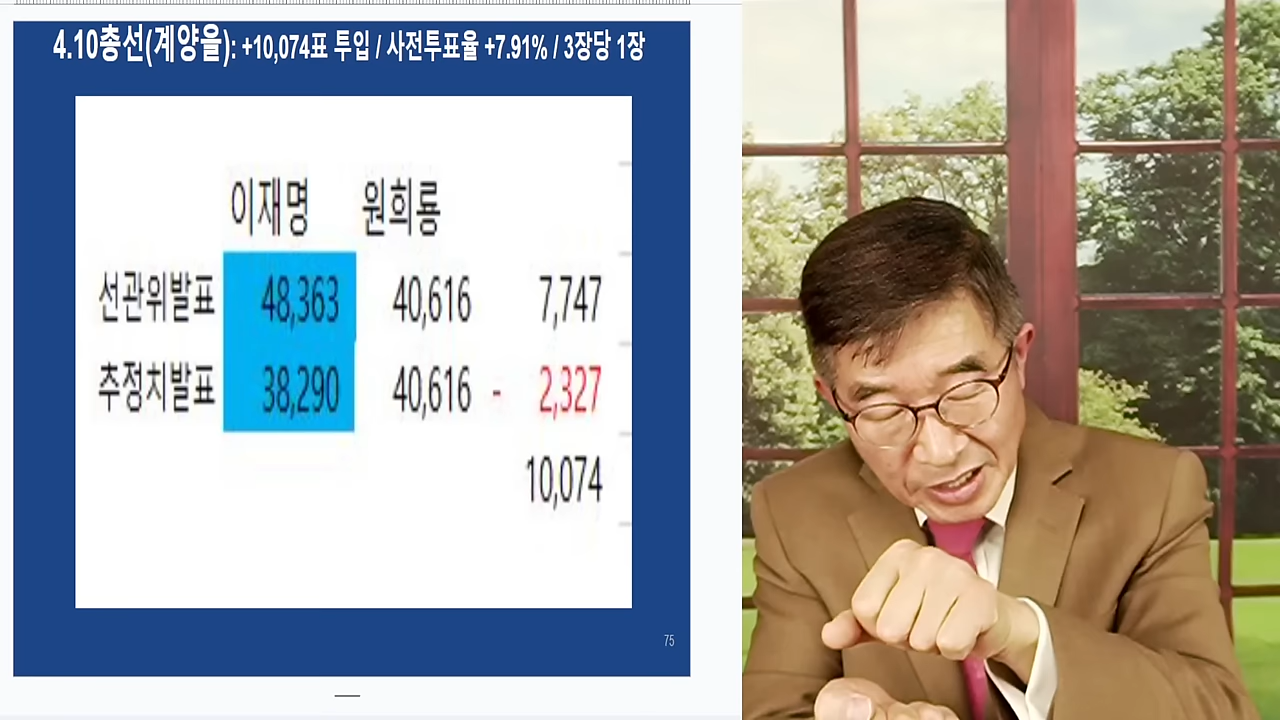 4.10총선(계양을): +10,074표 투입 / 사전투표율 +7.91% / 3장당 1장
이재명 원희룡
선관위발표 48,363 40,616 7,747
추정치발표 38,290 40,616 - 2,327
10,074
75